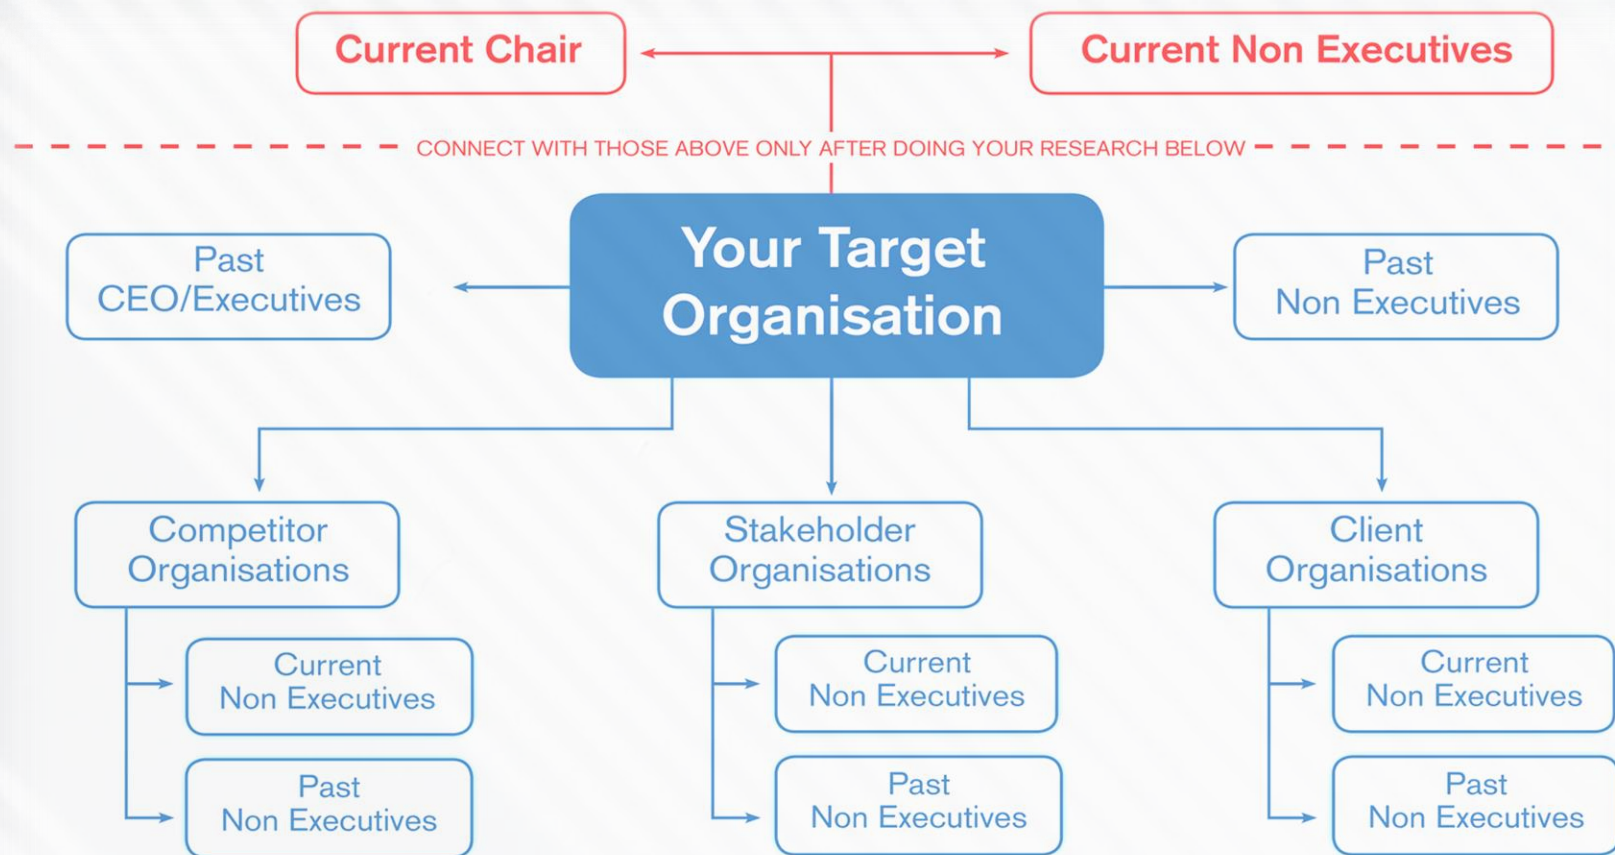 Current Chair
Current Non Executives
CONNECT WITH THOSE ABOVE ONLY AFTER DOING YOUR RESEARCH BELOW
Your Target
Organisation
Past
CEO/Executives
Past
Non Executives
Competitor
Organisations
Stakeholder
Organisations
Client
Organisations
Current
Non Executives
Current
Non Executives
Current
Non Executives
Past
Non Executives
Past
Non Executives
Past
Non Executives